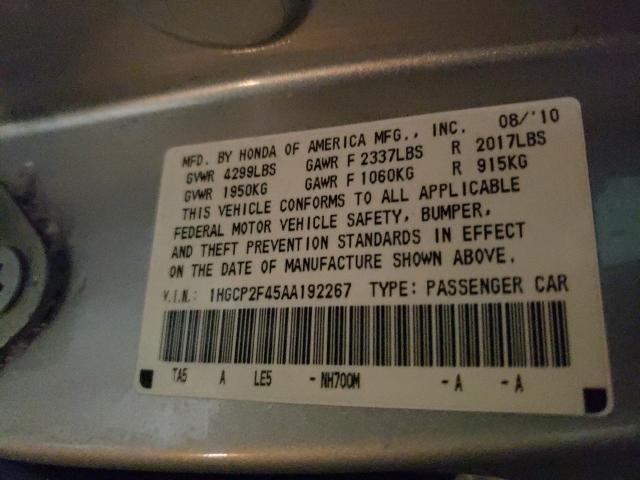 MFD. BY HONDA OF AMERICA MFG., INC. 08/'10
GVWR 4299LBS GAWR F 2337LBS R 2017LBS
GVWR 1950KG GAWR F 1060KG R 915KG
THIS VEHICLE CONFORMS TO ALL APPLICABLE
FEDERAL MOTOR VEHICLE SAFETY, BUMPER,
AND THEFT PREVENTION STANDARDS IN EFFECT
ON THE DATE OF MANUFACTURE SHOWN ABOVE.
V.I.N.: 1HGCP2F45AA192267 TYPE: PASSENGER CAR
TA5 A LE5 - NH700M - A - A